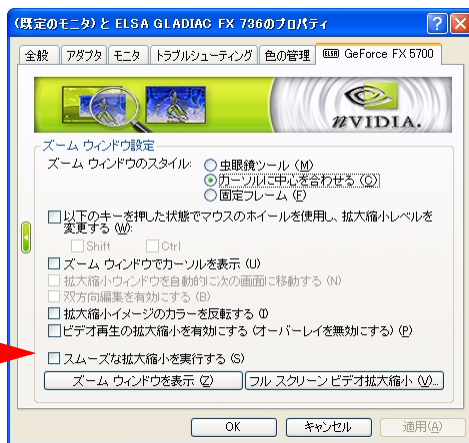 (既定のモニタ) と ELSA GLADIAC FX 736のプロパティ
全般 アダプタ モニタ トラブルシューティング 色の管理 ELSA GeForce FX 5700
nVIDIA.
ズーム ウィンドウ設定
ズーム ウィンドウのスタイル: 虫眼鏡ツール (M)
カーソルに中心を合わせる (C)
固定フレーム (F)
以下のキーを押した状態でマウスのホイールを使用し、拡大縮小レベルを
変更する (W):
Shift Ctrl
ズーム ウィンドウでカーソルを表示 (U)
拡大縮小ウィンドウを自動的に次の画面に移動する (N)
双方向編集を有効にする (B)
拡大縮小イメージのカラーを反転する (I)
ビデオ再生の拡大縮小を有効にする (オーバーレイを無効にする) (P)
スムーズな拡大縮小を実行する (S)
ズーム ウィンドウを表示 (Z) フル スクリーン ビデオ拡大縮小 (V)...
OK キャンセル 適用(A)